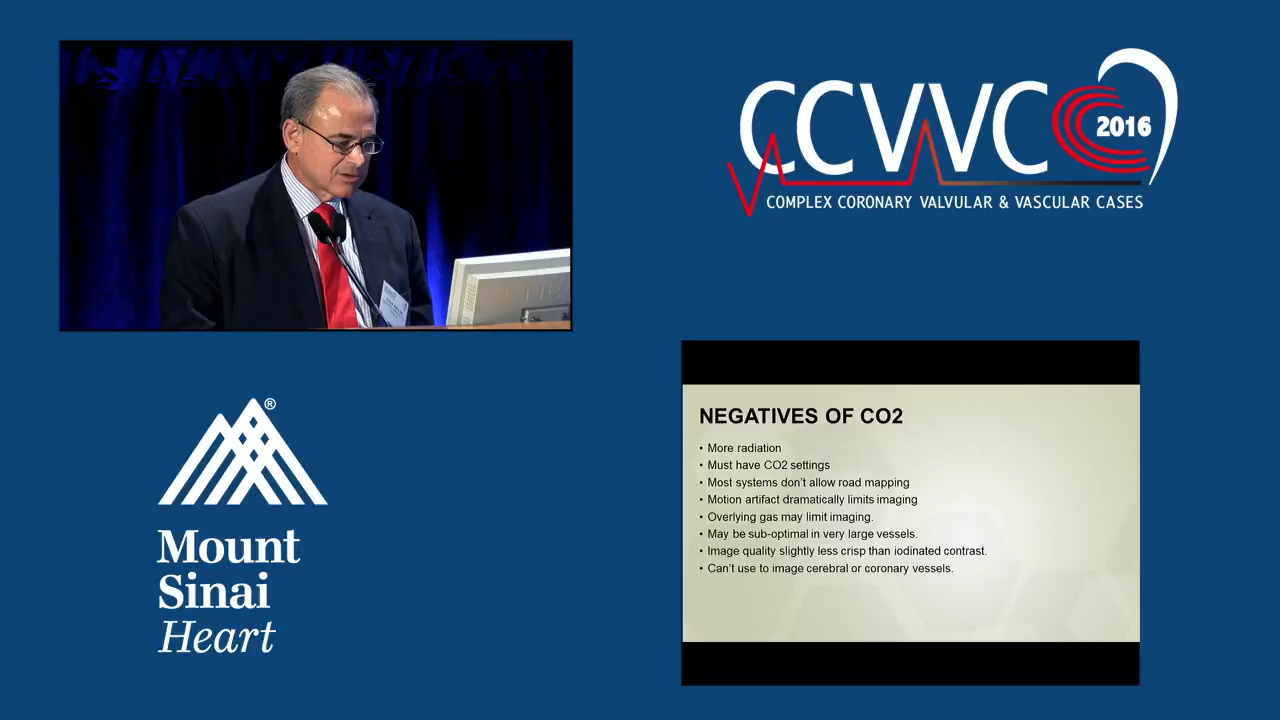 CCVVC 2016
COMPLEX CORONARY VALVULAR & VASCULAR CASES
NEGATIVES OF CO2
• More radiation
• Must have CO2 settings
• Most systems don't allow road mapping
• Motion artifact dramatically limits imaging
• Overlying gas may limit imaging.
• May be sub-optimal in very large vessels.
• Image quality slightly less crisp than iodinated contrast.
• Can't use to image cerebral or coronary vessels.
®
Mount
Sinai
Heart